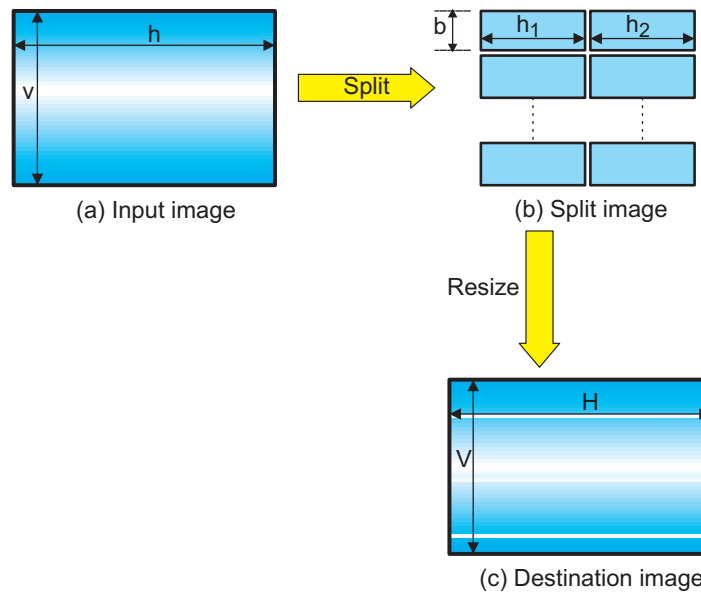 h
v
(a) Input image
Split
b
h₁ h₂
(b) Split image
Resize
H
V
(c) Destination image